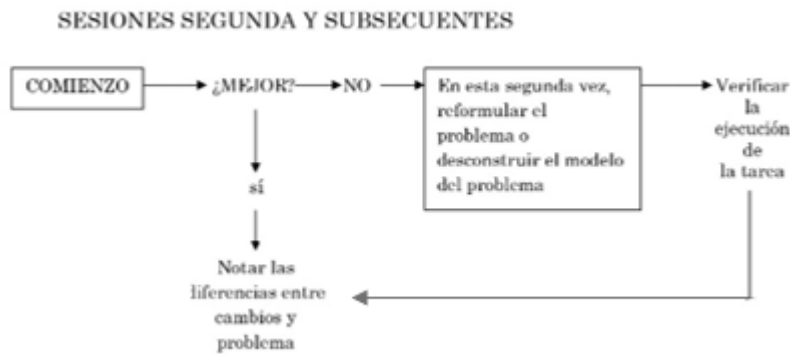 SESIONES SEGUNDA Y SUBSECUENTES
COMIENZO
¿MEJOR?
NO
En esta segunda vez,
reformular el
problema o
desconstruir el modelo
del problema
Verificar
la
ejecución
de
la tarea
sí
Notar las
diferencias entre
cambios y
problema